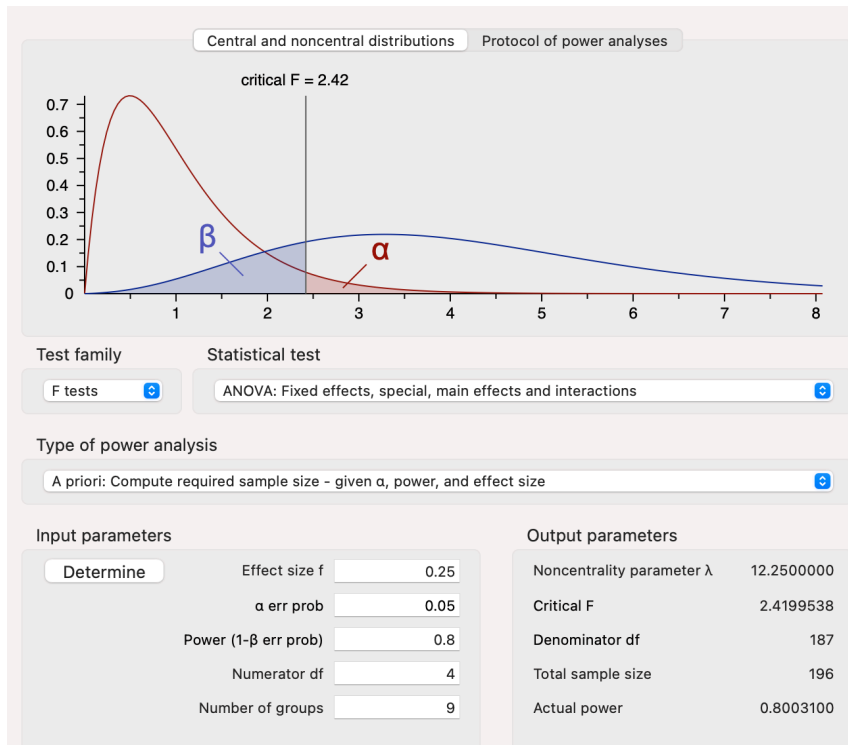 Central and noncentral distributions Protocol of power analyses
critical F = 2.42
0.7
0.6
0.5
0.4
0.3
0.2
0.1
0
β
α
1 2 3 4 5 6 7 8
Test family Statistical test
F tests ANOVA: Fixed effects, special, main effects and interactions
Type of power analysis
A priori: Compute required sample size - given α, power, and effect size
Input parameters Output parameters
Determine Effect size f 0.25 Noncentrality parameter λ 12.2500000
α err prob 0.05 Critical F 2.4199538
Power (1-β err prob) 0.8 Denominator df 187
Numerator df 4 Total sample size 196
Number of groups 9 Actual power 0.8003100